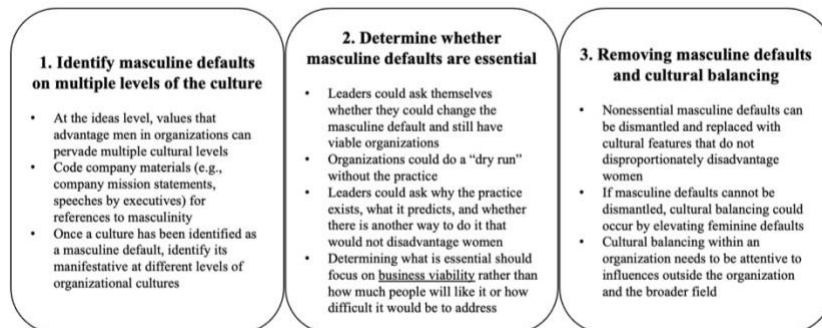 1. Identify masculine defaults
on multiple levels of the culture
• At the ideas level, values that
advantage men in organizations can
pervade multiple cultural levels
• Code company materials (e.g.,
company mission statements,
speeches by executives) for
references to masculinity
• Once a culture has been identified as
a masculine default, identify its
manifestative at different levels of
organizational cultures
2. Determine whether
masculine defaults are essential
• Leaders could ask themselves
whether they could change the
masculine default and still have
viable organizations
• Organizations could do a “dry run”
without the practice
• Leaders could ask why the practice
exists, what it predicts, and whether
there is another way to do it that
would not disadvantage women
• Determining what is essential should
focus on business viability rather than
how much people will like it or how
difficult it would be to address
3. Removing masculine defaults
and cultural balancing
• Nonessential masculine defaults can
be dismantled and replaced with
cultural features that do not
disproportionately disadvantage
women
• If masculine defaults cannot be
dismantled, cultural balancing could
occur by elevating feminine defaults
• Cultural balancing within an
organization needs to be attentive to
influences outside the organization
and the broader field